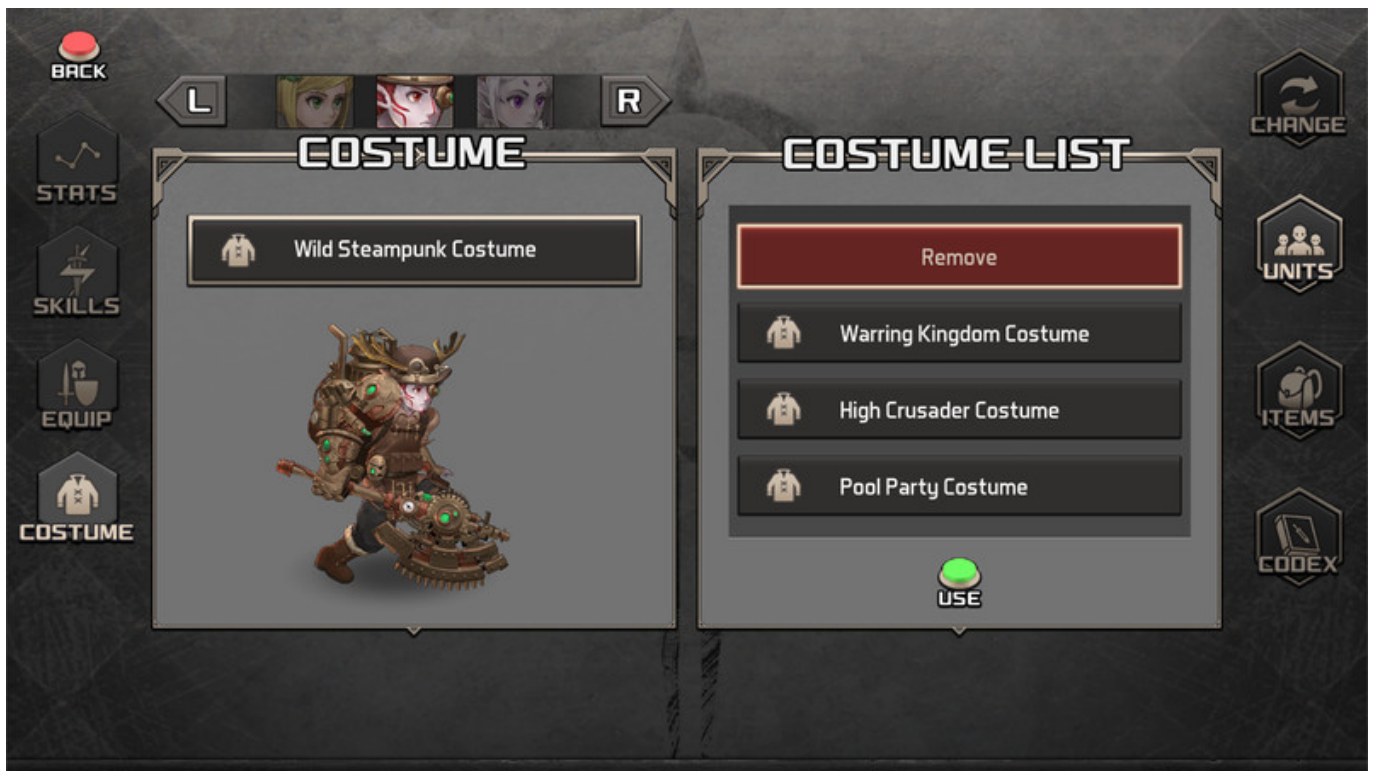 BACK
L
R
CHANGE
COSTUME
COSTUME LIST
STATS
Wild Steampunk Costume
Remove
UNITS
SKILLS
Warring Kingdom Costume
EQUIP
High Crusader Costume
ITEMS
Pool Party Costume
COSTUME
USE
CODEX